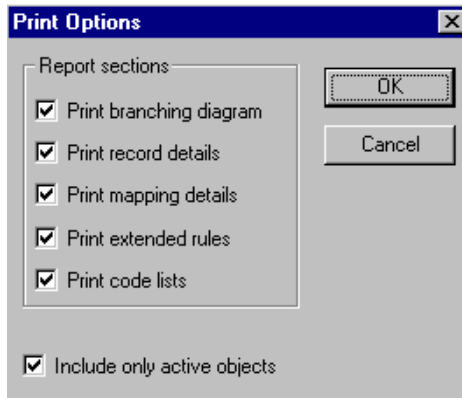 Print Options
Report sections
OK
Print branching diagram
Cancel
Print record details
Print mapping details
Print extended rules
Print code lists
Include only active objects